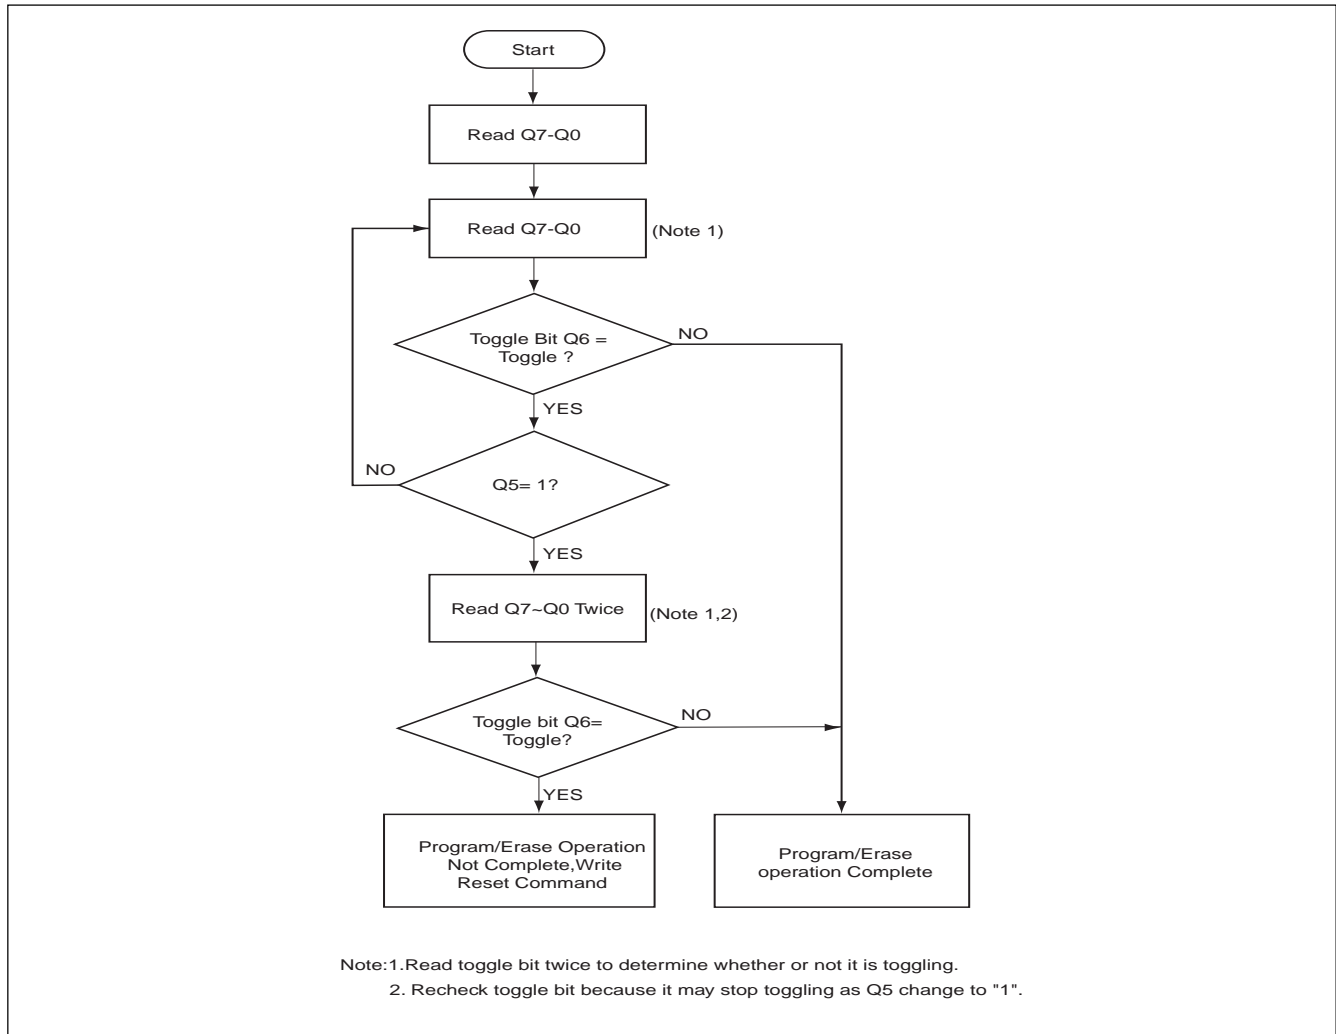 Start
Read Q7-Q0
Read Q7-Q0
(Note 1)
Toggle Bit Q6 =
Toggle ?
NO
YES
NO
Q5= 1?
YES
Read Q7~Q0 Twice
(Note 1,2)
Toggle bit Q6=
Toggle?
NO
YES
Program/Erase Operation
Not Complete,Write
Reset Command
Program/Erase
operation Complete
Note:1.Read toggle bit twice to determine whether or not it is toggling.
2. Recheck toggle bit because it may stop toggling as Q5 change to "1".